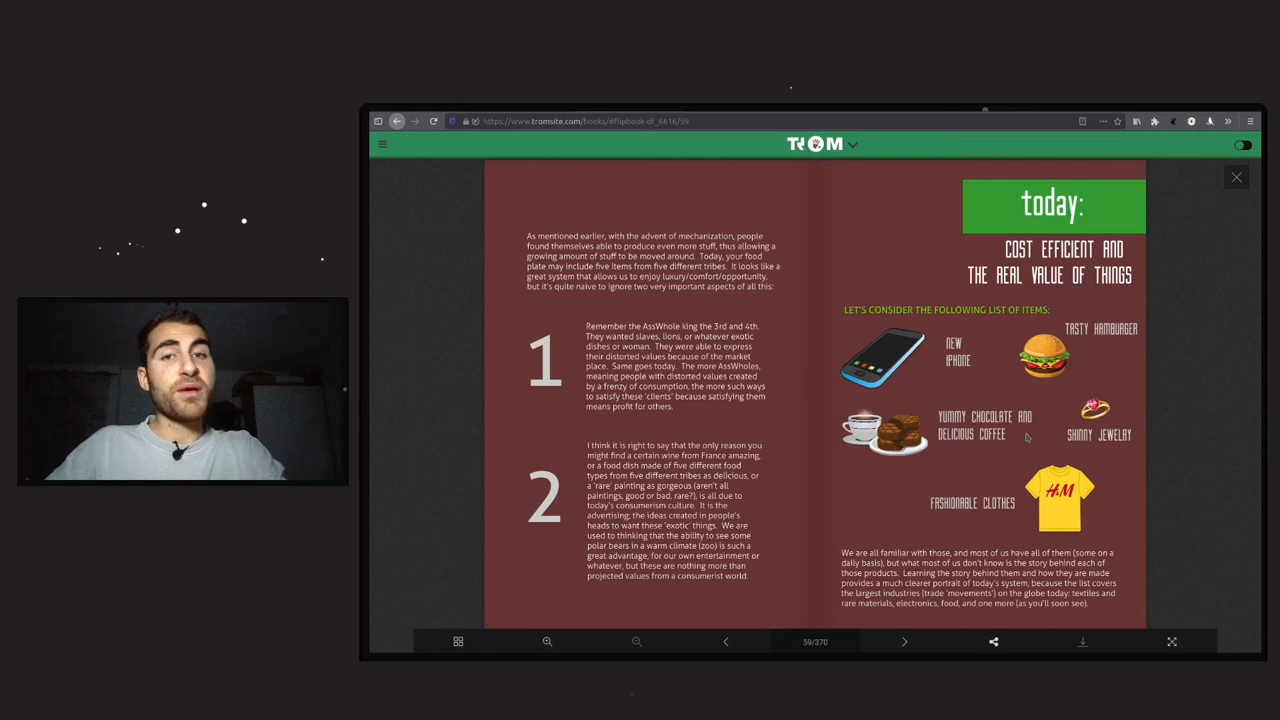 https://www.tromsite.com/books/#flipbook-df_6616/59
TROM
As mentioned earlier, with the advent of mechanization, people
found themselves able to produce even more stuff, thus allowing a
growing amount of stuff to be moved around. Today, your food
plate may include five items from five different tribes. It looks like a
great system that allows us to enjoy luxury/comfort/opportunity,
but it's quite naive to ignore two very important aspects of all this:
1
Remember the AssWhole king the 3rd and 4th.
They wanted slaves, lions, or whatever exotic
dishes or woman. They were able to express
their distorted values because of the market
place. Same goes today. The more AssWholes,
meaning people with distorted values created
by a frenzy of consumption, the more such ways
to satisfy these 'clients' because satisfying them
means profit for others.
2
I think it is right to say that the only reason you
might find a certain wine from France amazing,
or a food dish made of five different food
types from five different tribes as delicious, or
a 'rare' painting as gorgeous (aren't all
paintings, good or bad, rare?), is all due to
today's consumerism culture. It is the
advertising; the ideas created in people's
heads to want these 'exotic' things. We are
used to thinking that the ability to see some
polar bears in a warm climate (zoo) is such a
great advantage, for our own entertainment or
whatever, but these are nothing more than
projected values from a consumerist world.
today:
COST EFFICIENT AND
THE REAL VALUE OF THINGS
LET'S CONSIDER THE FOLLOWING LIST OF ITEMS:
NEW
IPHONE
TASTY HAMBURGER
YUMMY CHOCOLATE AND
DELICIOUS COFFEE
SHINNY JEWELRY
FASHIONABLE CLOTHES
H&M
We are all familiar with those, and most of us have all of them (some on a
daily basis), but what most of us don't know is the story behind each of
those products. Learning the story behind them and how they are made
provides a much clearer portrait of today's system, because the list covers
the largest industries (trade 'movements') on the globe today: textiles and
rare materials, electronics, food, and one more (as you'll soon see).
59/370